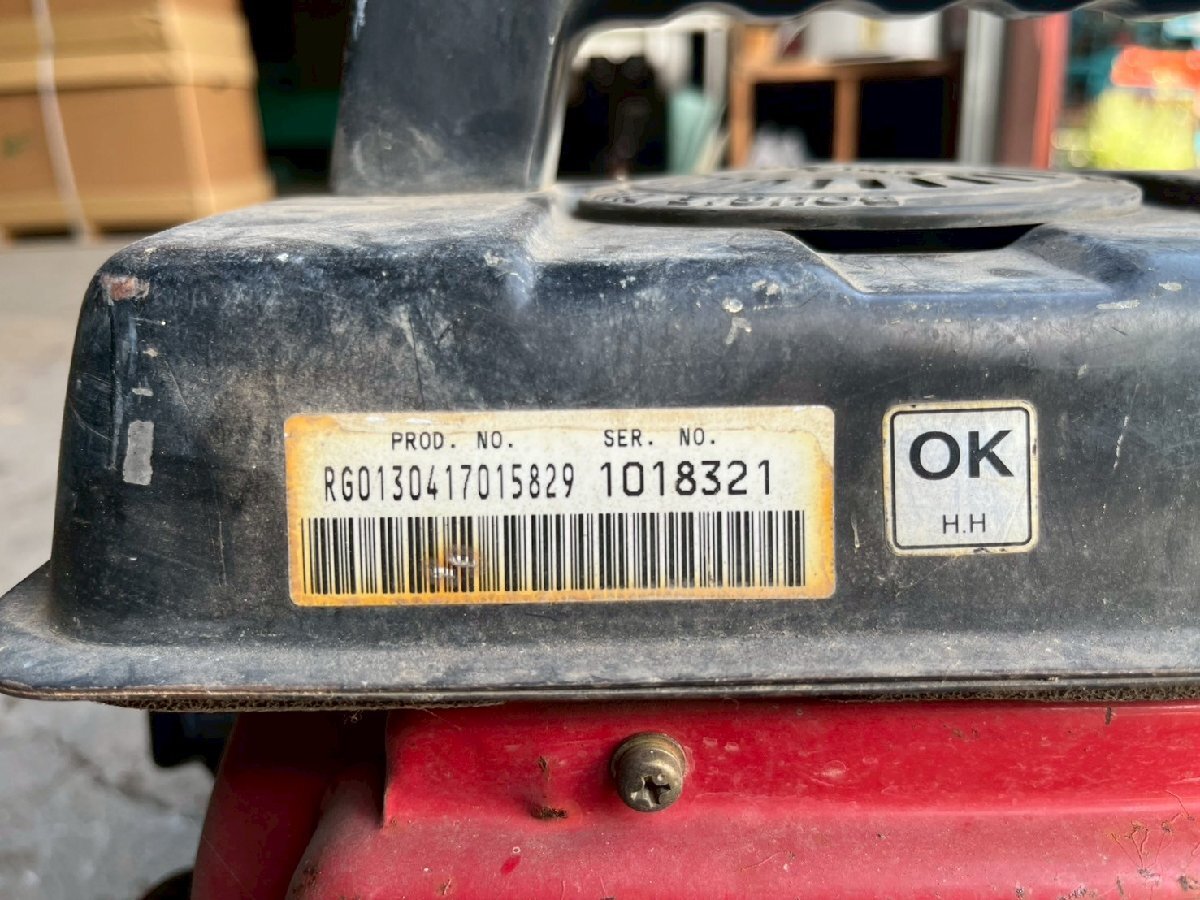 PROD. NO. SER. NO.
RG0130417015829 1018321
OK
H.H